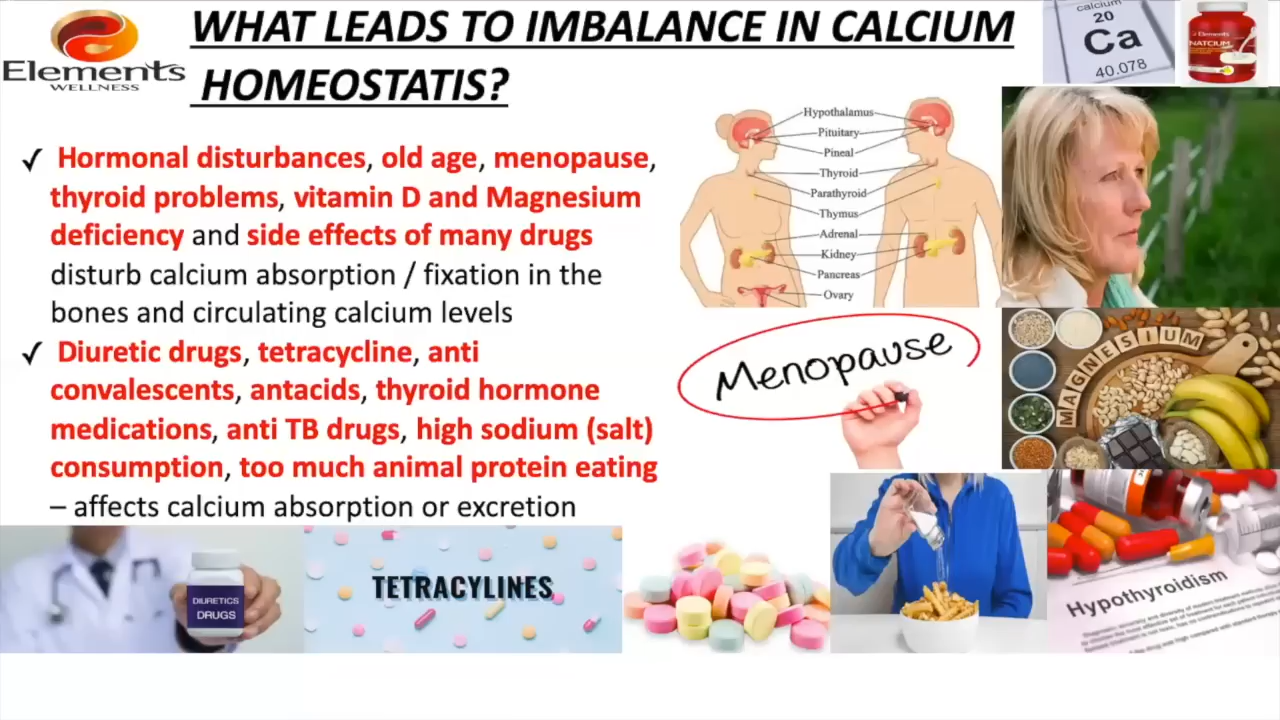 Elements
WELLNESS
WHAT LEADS TO IMBALANCE IN CALCIUM
HOMEOSTATIS?
calcium
20
Ca
40.078
Elements
NATCIUM
✓ Hormonal disturbances, old age, menopause,
thyroid problems, vitamin D and Magnesium
deficiency and side effects of many drugs
disturb calcium absorption / fixation in the
bones and circulating calcium levels
✓ Diuretic drugs, tetracycline, anti
convalescents, antacids, thyroid hormone
medications, anti TB drugs, high sodium (salt)
consumption, too much animal protein eating
– affects calcium absorption or excretion
Hypothalamus
Pituitary
Pineal
Thyroid
Parathyroid
Thymus
Adrenal
Kidney
Pancreas
Ovary
Menopause
MAGNESIUM
DIURETICS
DRUGS
TETRACYLINES
Hypothyroidism